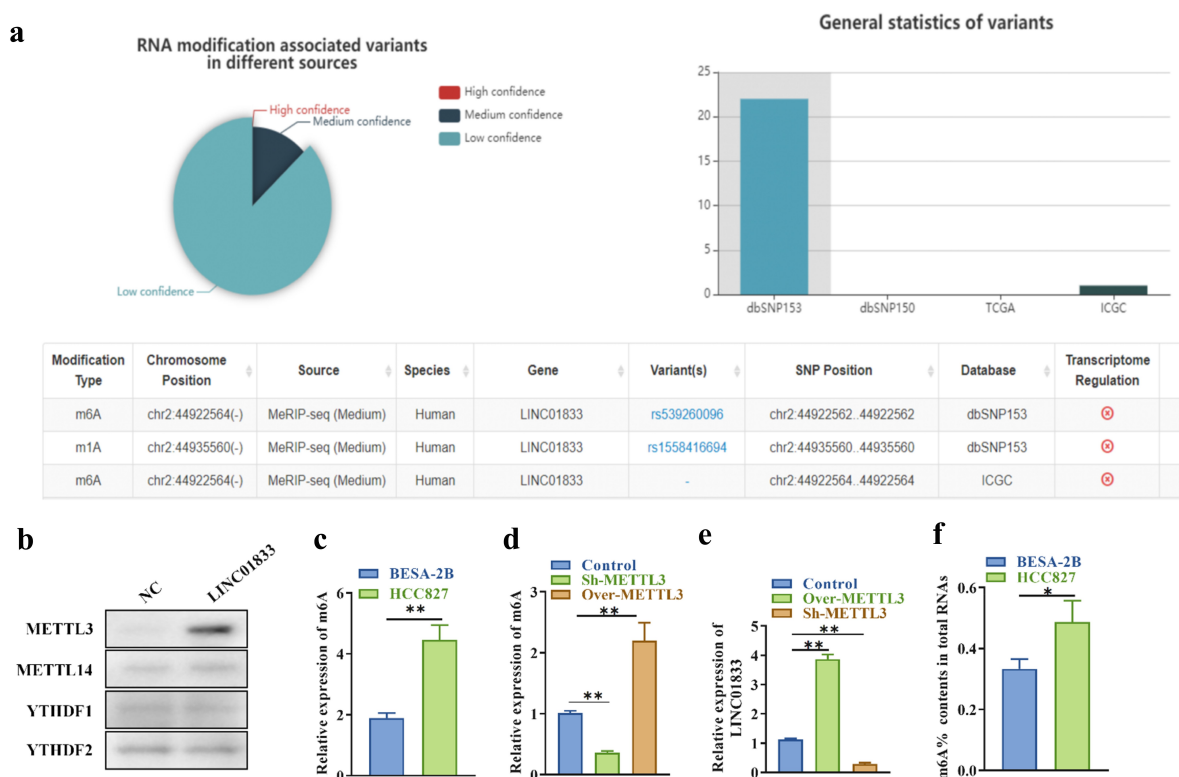 a
RNA modification associated variants
in different sources
High confidence
Medium confidence
Low confidence
High confidence
Medium confidence
Low confidence
General statistics of variants
25
20
15
10
5
0
dbSNP153 dbSNP150 TCGA ICGC
Modification Type Chromosome Position Source Species Gene Variant(s) SNP Position Database Transcriptome Regulation
m6A chr2:44922564(-) MeRIP-seq (Medium) Human LINC01833 rs539260096 chr2:44922562..44922562 dbSNP153
m1A chr2:44935560(-) MeRIP-seq (Medium) Human LINC01833 rs1558416694 chr2:44935560..44935560 dbSNP153
m6A chr2:44922564(-) MeRIP-seq (Medium) Human LINC01833 - chr2:44922564..44922564 ICGC
b
NC LINC01833
METTL3
METTL14
YTHDF1
YTHDF2
c
BESA-2B
HCC827
Relative expression of m6A
6
4
2
0
**
d
Control
Sh-METTL3
Over-METTL3
Relative expression of m6A
3
2
1
0
**
**
e
Control
Over-METTL3
Sh-METTL3
Relative expression of
LINC01833
5
4
3
2
1
0
**
**
f
BESA-2B
HCC827
m6A% contents in total RNAs
0.6
0.4
0.2
0.0
*